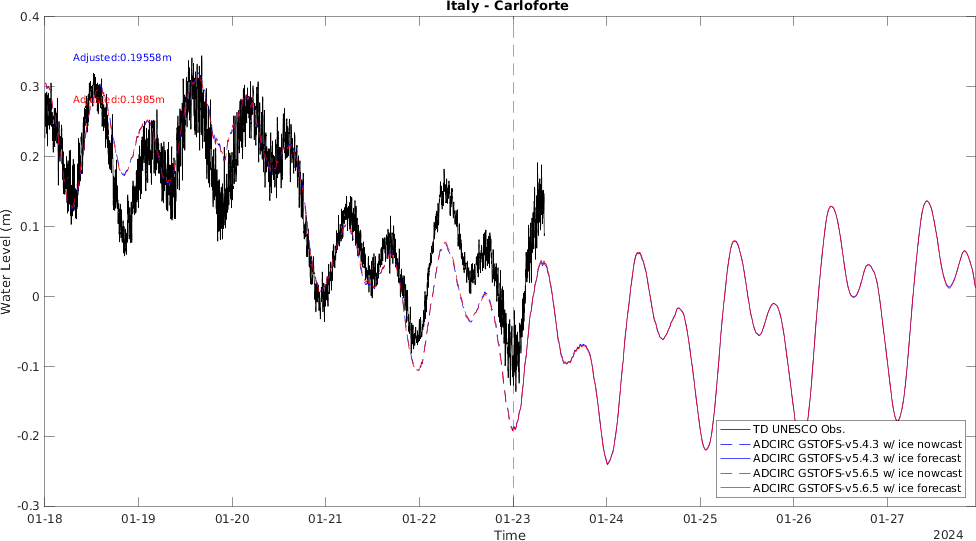 Italy - Carloforte
0.4
0.3
0.2
0.1
0
-0.1
-0.2
-0.3
Water Level (m)
Adjusted:0.19558m
Adjusted:0.1985m
TD UNESCO Obs.
ADCIRC GSTOFS-v5.4.3 w/ ice nowcast
ADCIRC GSTOFS-v5.4.3 w/ ice forecast
ADCIRC GSTOFS-v5.6.5 w/ ice nowcast
ADCIRC GSTOFS-v5.6.5 w/ ice forecast
01-18 01-19 01-20 01-21 01-22 01-23 01-24 01-25 01-26 01-27
Time
2024